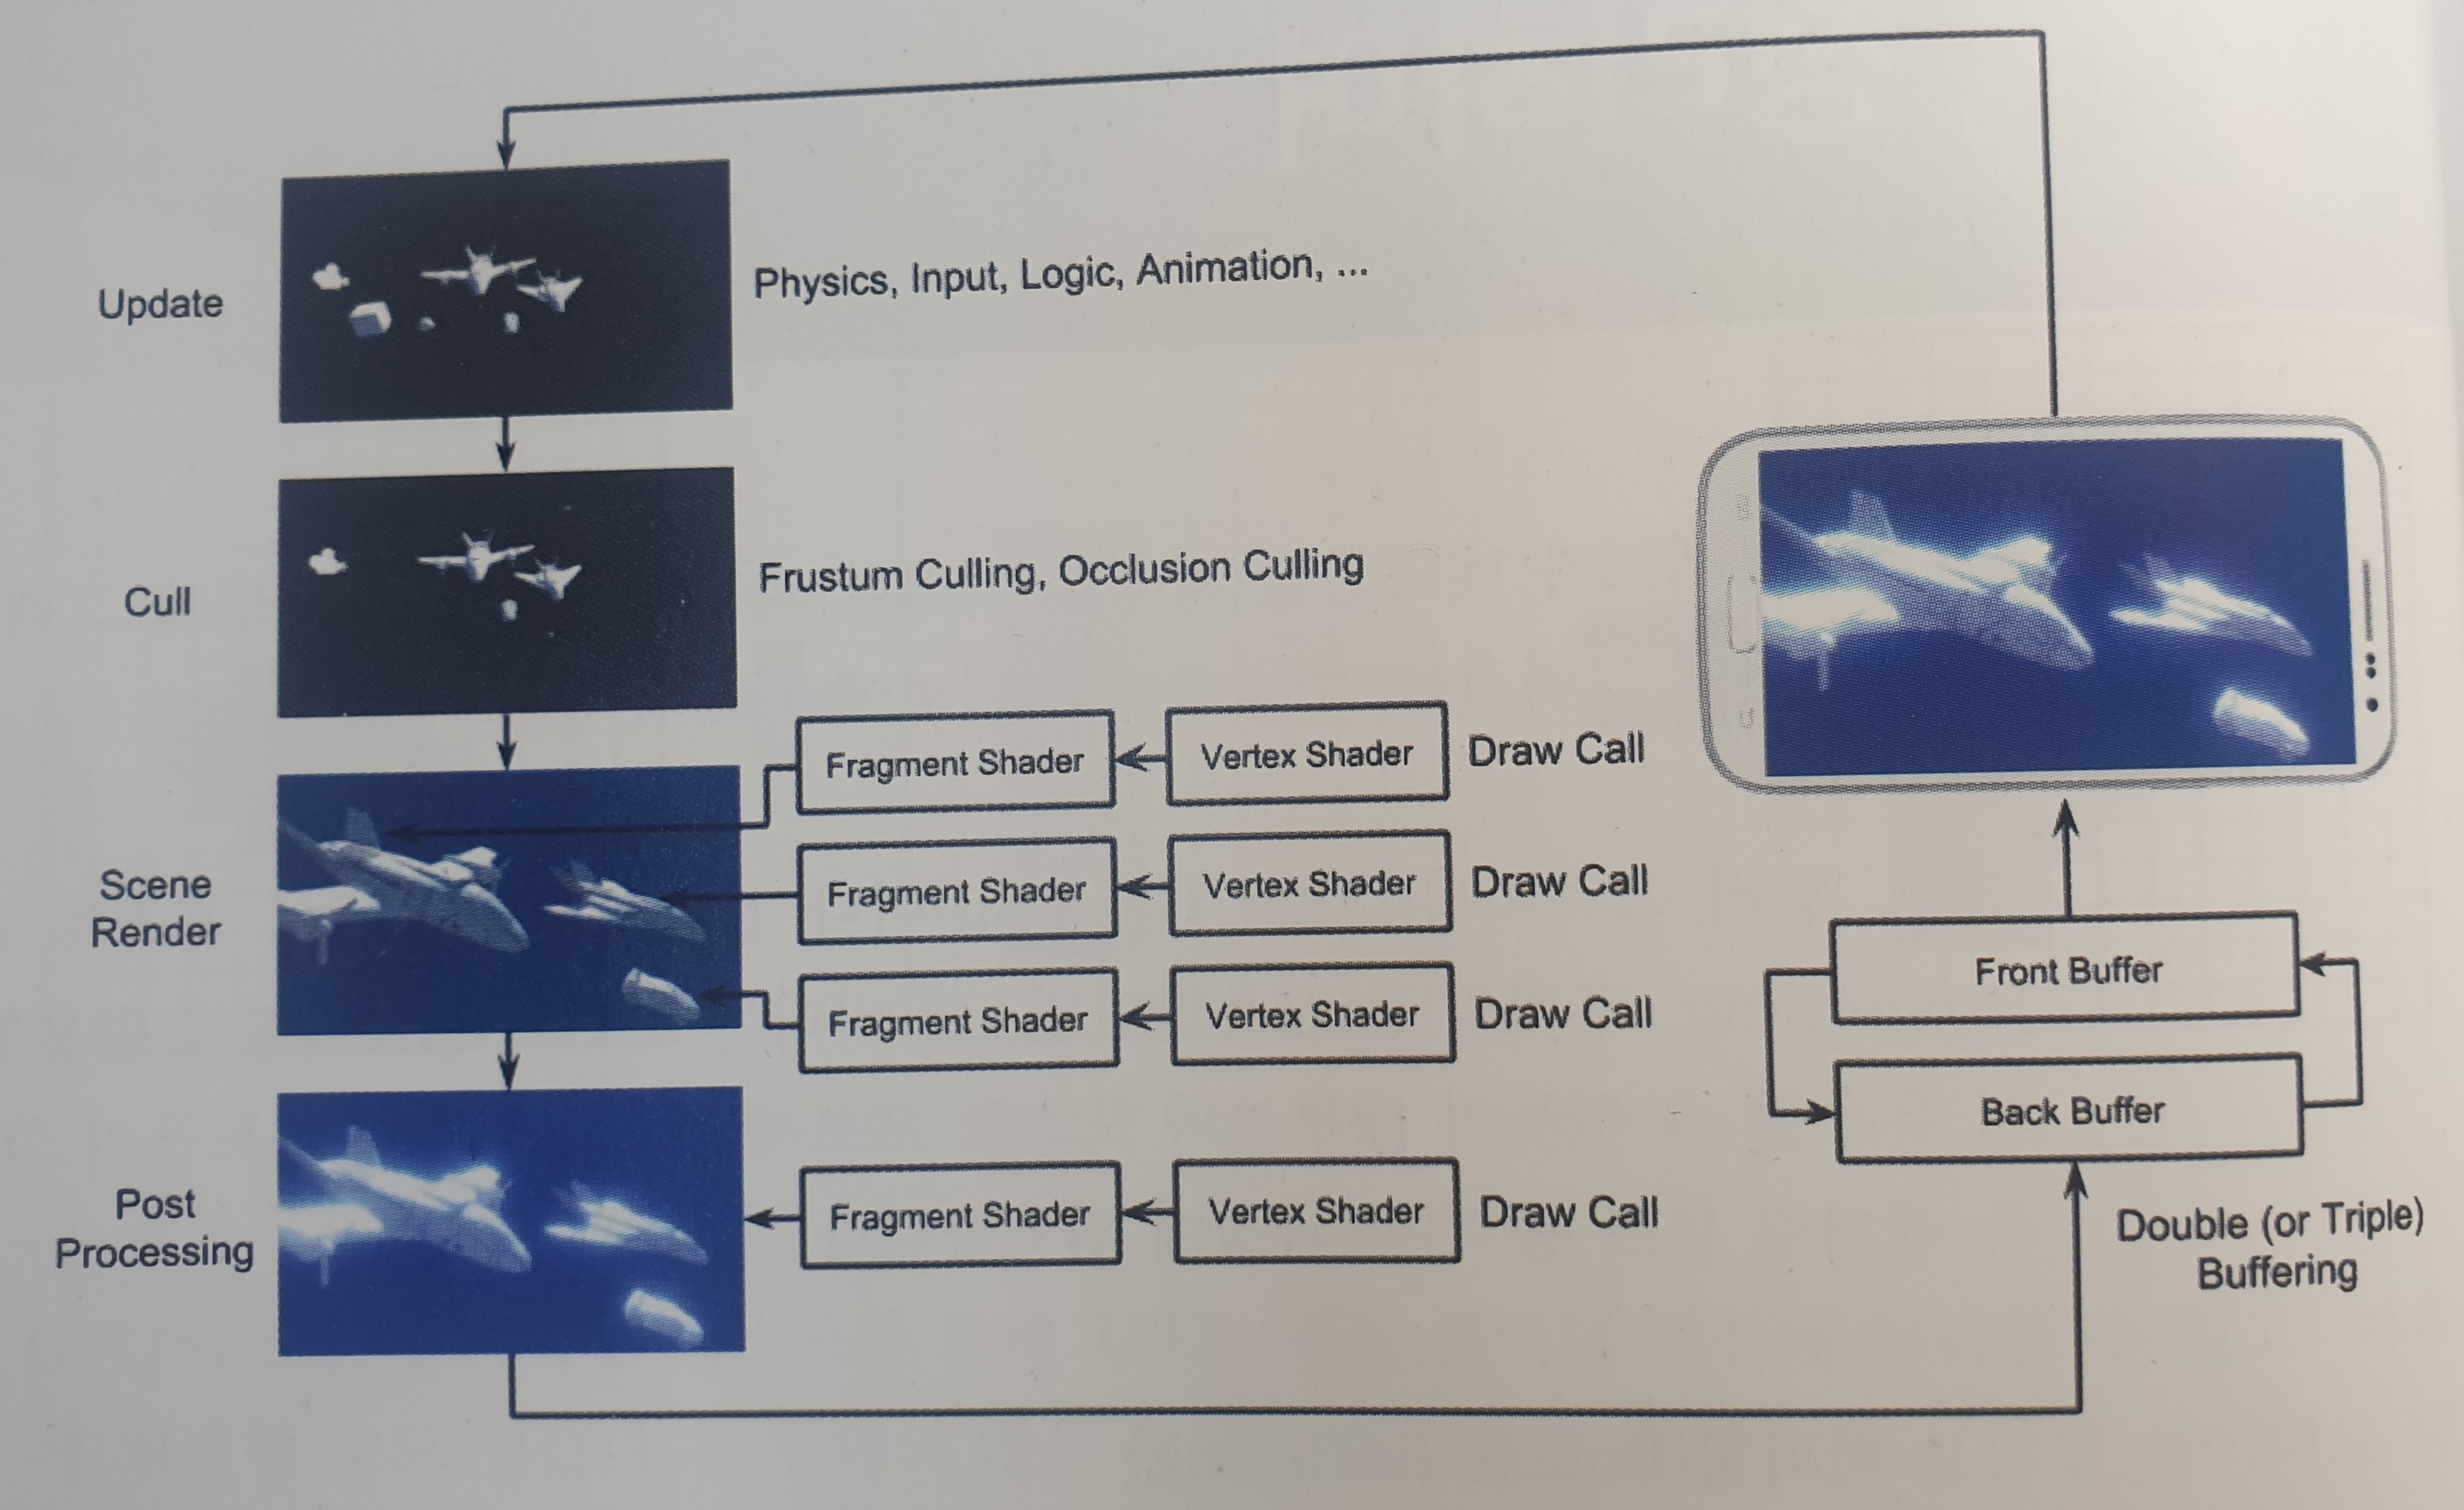 Update
Physics, Input, Logic, Animation, ...
Cull
Frustum Culling, Occlusion Culling
Scene
Render
Fragment Shader
Vertex Shader
Draw Call
Fragment Shader
Vertex Shader
Draw Call
Fragment Shader
Vertex Shader
Draw Call
Post
Processing
Fragment Shader
Vertex Shader
Draw Call
Front Buffer
Back Buffer
Double (or Triple)
Buffering